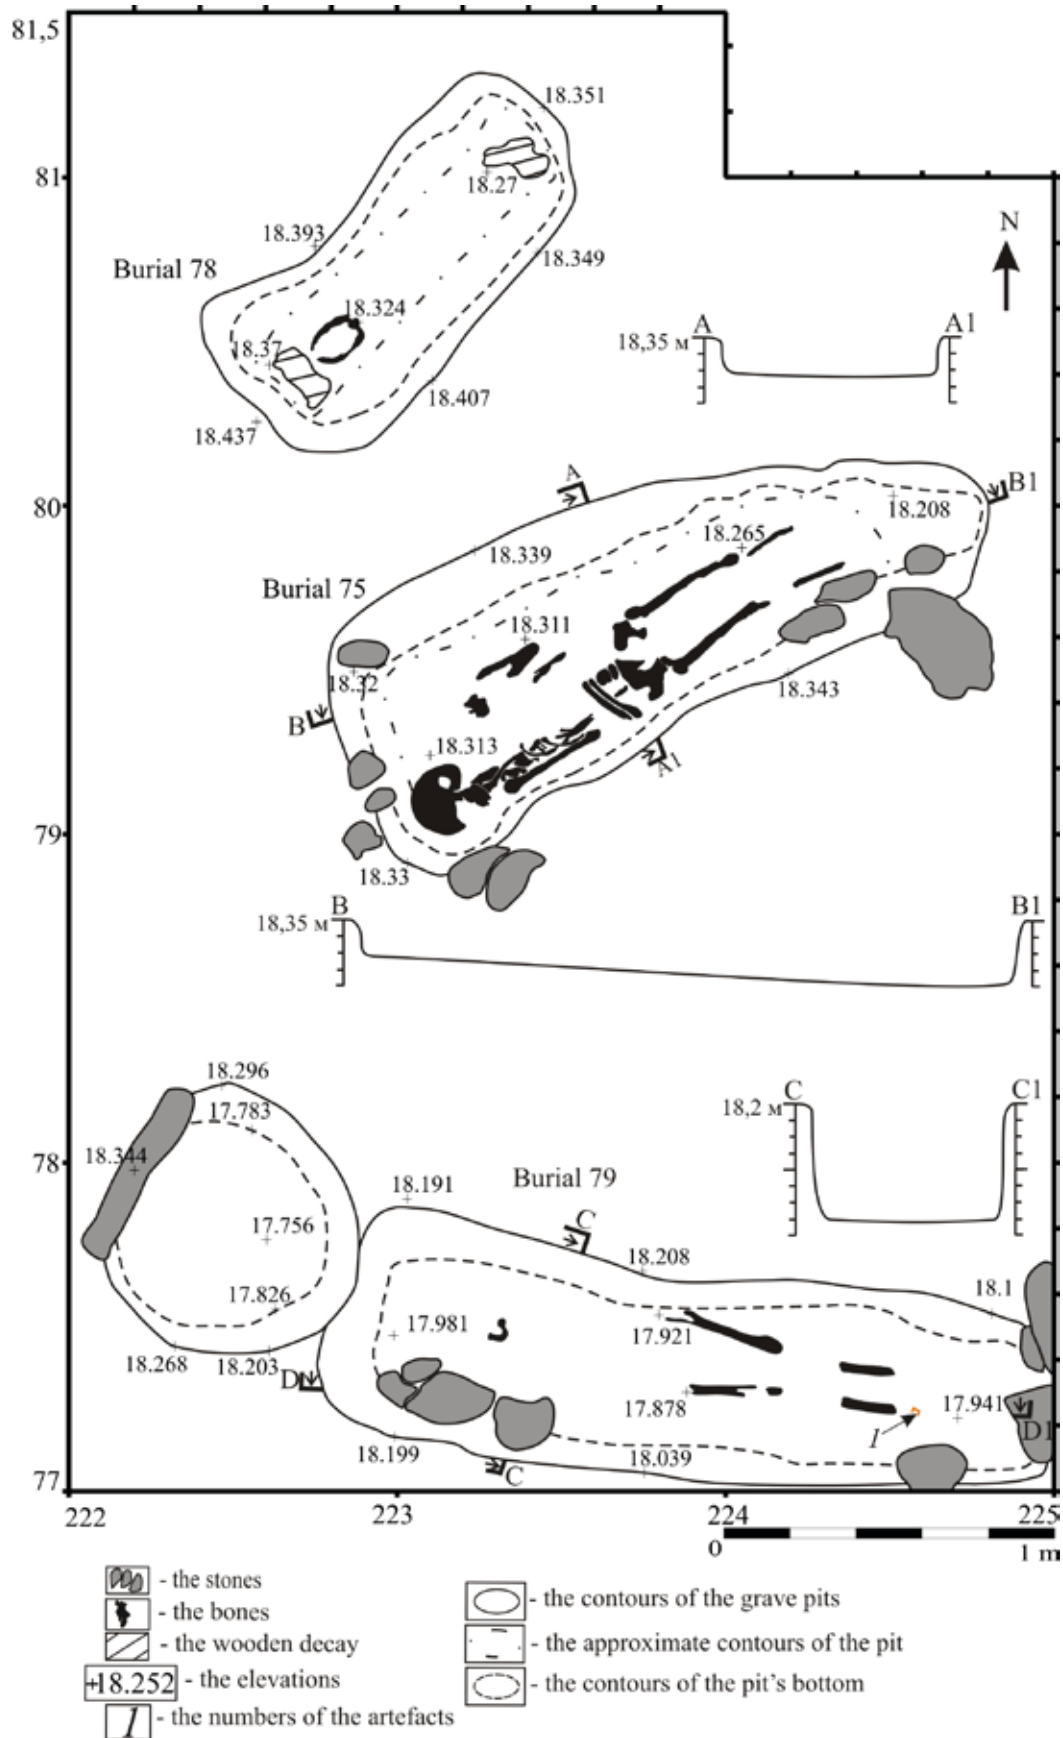 81,5
18.351
81
18.27
N
18.393
Burial 78
18.349
18.324
A
A1
18,35 м
18.37
18.407
18.437
A
B1
80
18.208
18.265
18.339
Burial 75
18.311
18.32
18.343
B
18.313
A1
79
18.33
B
B1
18,35 м
18.296
C
C1
17.783
18,2 м
78
18.344
Burial 79
18.191
C
17.756
18.208
17.826
18.1
17.981
17.921
18.268
18.203
D
17.878
17.941
1
D1
18.199
18.039
C
77
222
223
224
225
0
1 m
- the stones
- the bones
- the wooden decay
+18.252 - the elevations
1 - the numbers of the artefacts
- the contours of the grave pits
- the approximate contours of the pit
- the contours of the pit's bottom